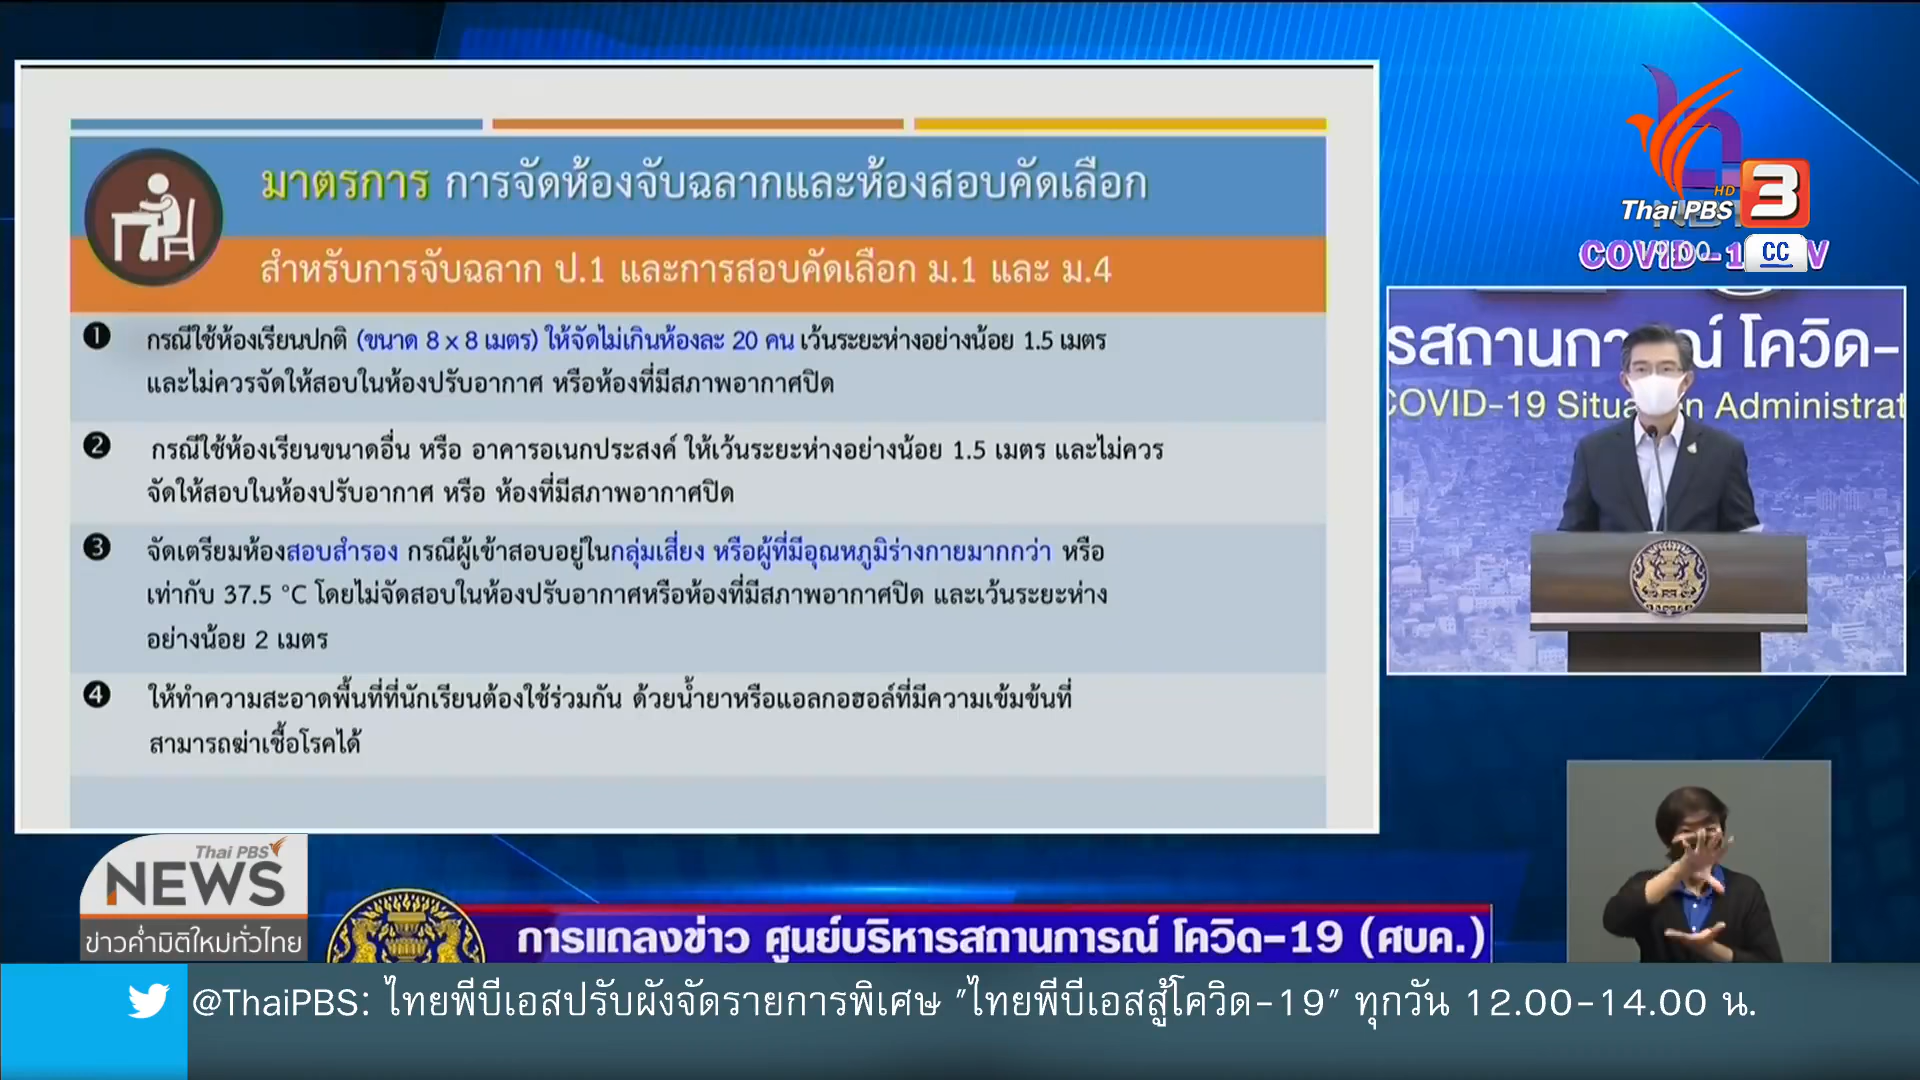 มาตรการ การจัดห้องจับฉลากและห้องสอบคัดเลือก
สำหรับการจับฉลาก ป.1 และการสอบคัดเลือก ม.1 และ ม.4
❶ กรณีใช้ห้องเรียนปกติ (ขนาด 8 x 8 เมตร) ให้จัดไม่เกินห้องละ 20 คน เว้นระยะห่างอย่างน้อย 1.5 เมตร
และไม่ควรจัดให้สอบในห้องปรับอากาศ หรือห้องที่มีสภาพอากาศปิด
❷ กรณีใช้ห้องเรียนขนาดอื่น หรือ อาคารอเนกประสงค์ ให้เว้นระยะห่างอย่างน้อย 1.5 เมตร และไม่ควร
จัดให้สอบในห้องปรับอากาศ หรือ ห้องที่มีสภาพอากาศปิด
❸ จัดเตรียมห้องสอบสำรอง กรณีผู้เข้าสอบอยู่ในกลุ่มเสี่ยง หรือผู้ที่มีอุณหภูมิร่างกายมากกว่า หรือ
เท่ากับ 37.5 °C โดยไม่จัดสอบในห้องปรับอากาศหรือห้องที่มีสภาพอากาศปิด และเว้นระยะห่าง
อย่างน้อย 2 เมตร
❹ ให้ทำความสะอาดพื้นที่ที่นักเรียนต้องใช้ร่วมกัน ด้วยน้ำยาหรือแอลกอฮอล์ที่มีความเข้มข้นที่
สามารถฆ่าเชื้อโรคได้
HD
Thai PBS 3
CC
รสถานการณ์ โควิด-
COVID-19 Situation Administrat
Thai PBS
NEWS
ข่าวค่ำมิติใหม่ทั่วไทย
การแถลงข่าว ศูนย์บริหารสถานการณ์ โควิด-19 (ศบค.)
@ThaiPBS: ไทยพีบีเอสปรับผังจัดรายการพิเศษ "ไทยพีบีเอสสู้โควิด-19" ทุกวัน 12.00-14.00 น.